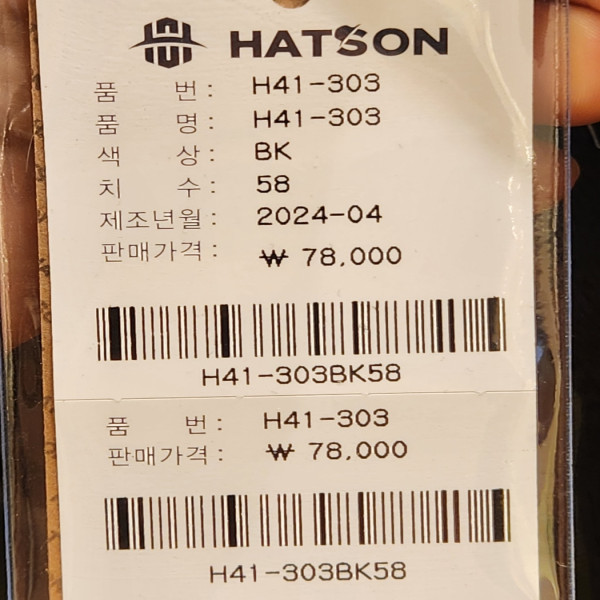 HATSON
품 번 : H41-303
품 명 : H41-303
색 상 : BK
치 수 : 58
제조년월 : 2024-04
판매가격 : ₩ 78,000
H41-303BK58
품 번 : H41-303
판매가격 : ₩ 78,000
H41-303BK58